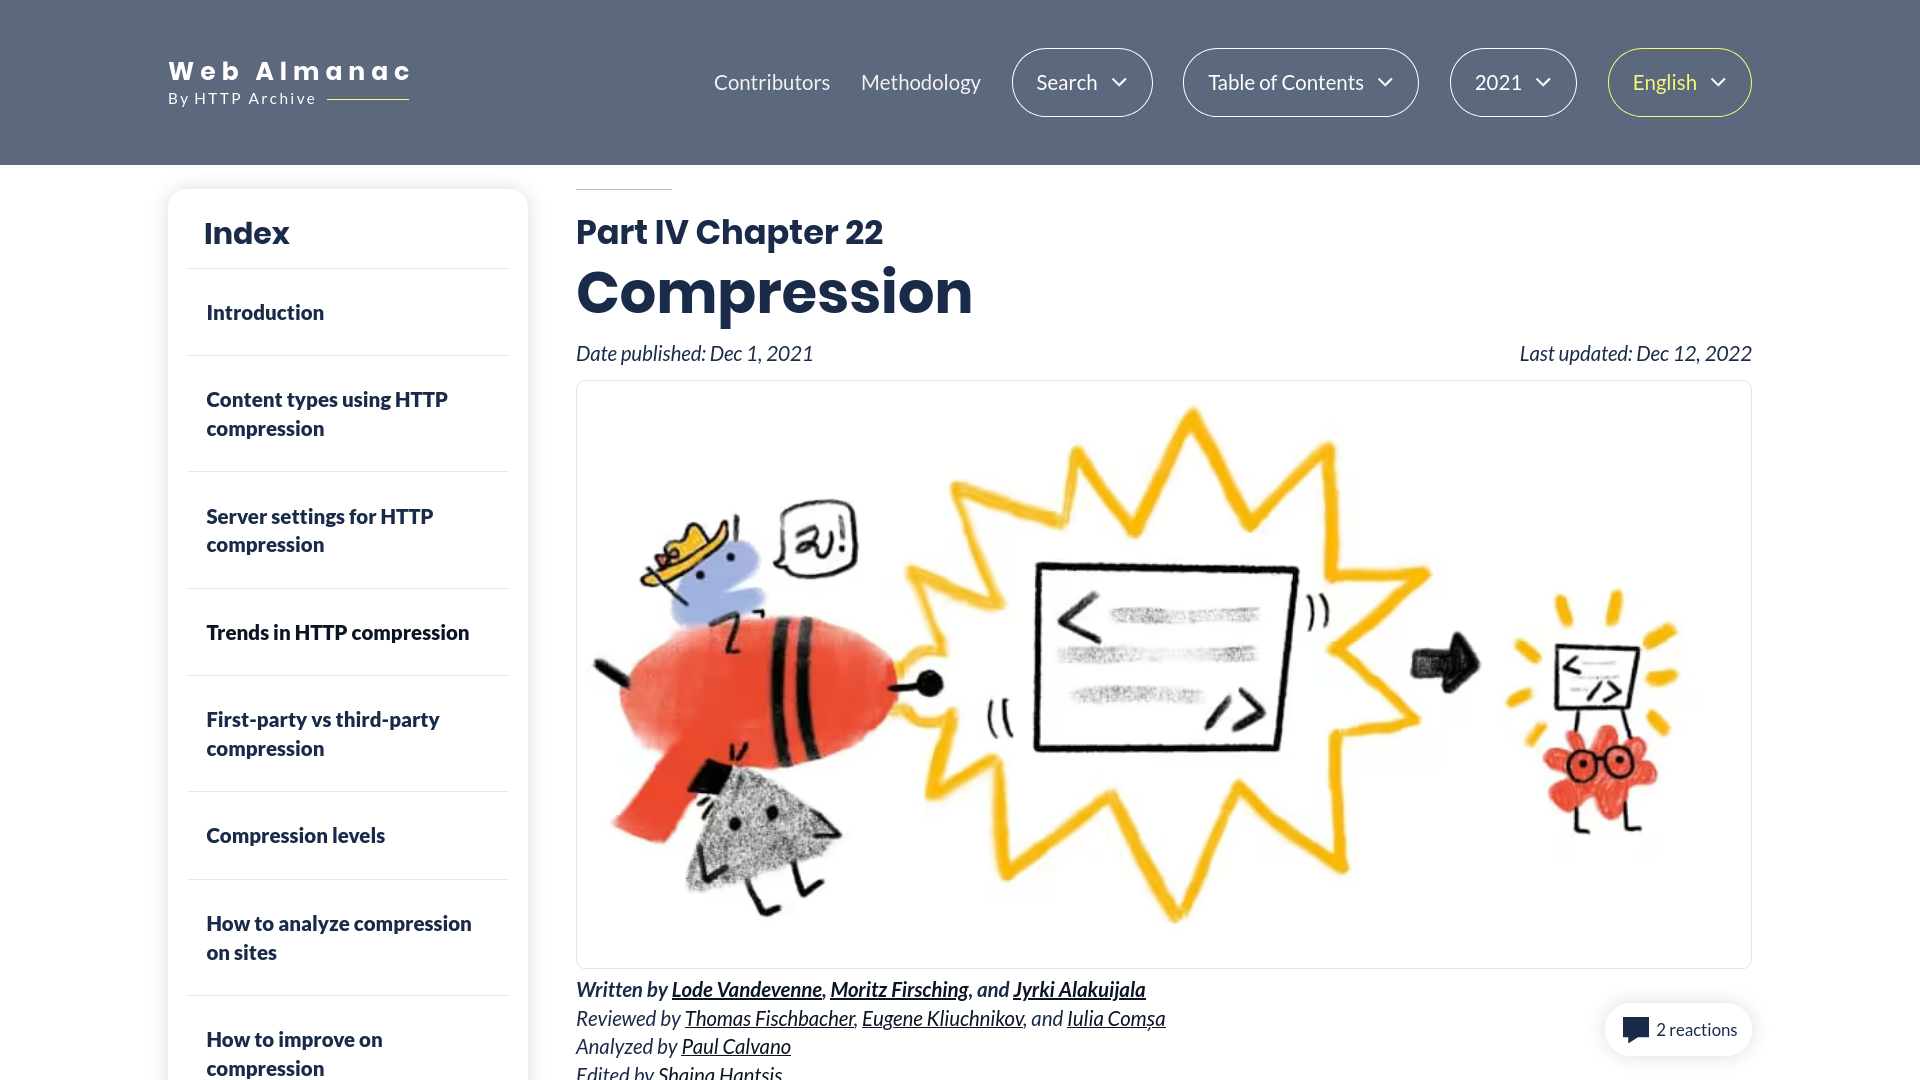 Web Almanac
By HTTP Archive
Contributors
Methodology
Search
Table of Contents
2021
English
Index
Introduction
Content types using HTTP
compression
Server settings for HTTP
compression
Trends in HTTP compression
First-party vs third-party
compression
Compression levels
How to analyze compression
on sites
How to improve on
compression
Part IV Chapter 22
Compression
Date published: Dec 1, 2021
Last updated: Dec 12, 2022
<
/>
<
/>
Written by Lode Vandevenne, Moritz Firsching, and Jyrki Alakuijala
Reviewed by Thomas Fischbacher, Eugene Kliuchnikov, and Iulia Comșa
Analyzed by Paul Calvano
Edited by Shaina Hantsis
2 reactions